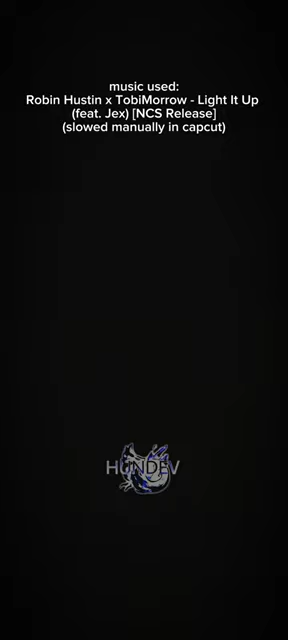 music used:
Robin Hustin x TobiMorrow - Light It Up
(feat. Jex) [NCS Release]
(slowed manually in capcut)
HUNDEV